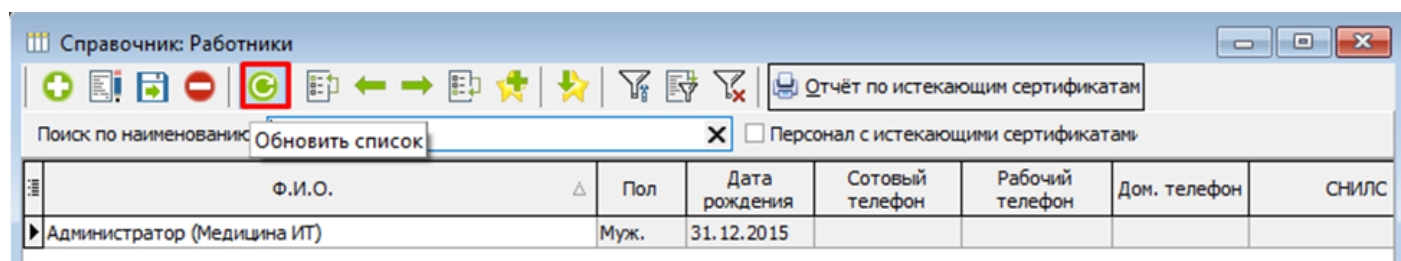 Справочник: Работники
Отчёт по истекающим сертификатам
Поиск по наименованию
Обновить список
Персонал с истекающими сертификатами
Ф.И.О.
Пол
Дата
рождения
Сотовый
телефон
Рабочий
телефон
Дом. телефон
СНИЛС
Администратор (Медицина ИТ)
Муж.
31.12.2015